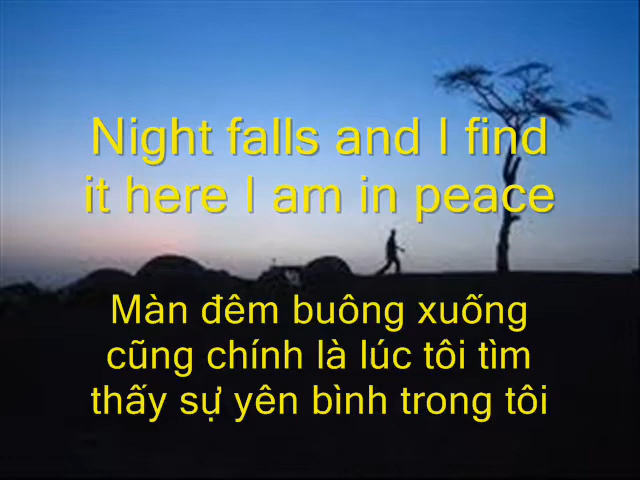 Night falls and I find
it here I am in peace
Màn đêm buông xuống
cũng chính là lúc tôi tìm
thấy sự yên bình trong tôi